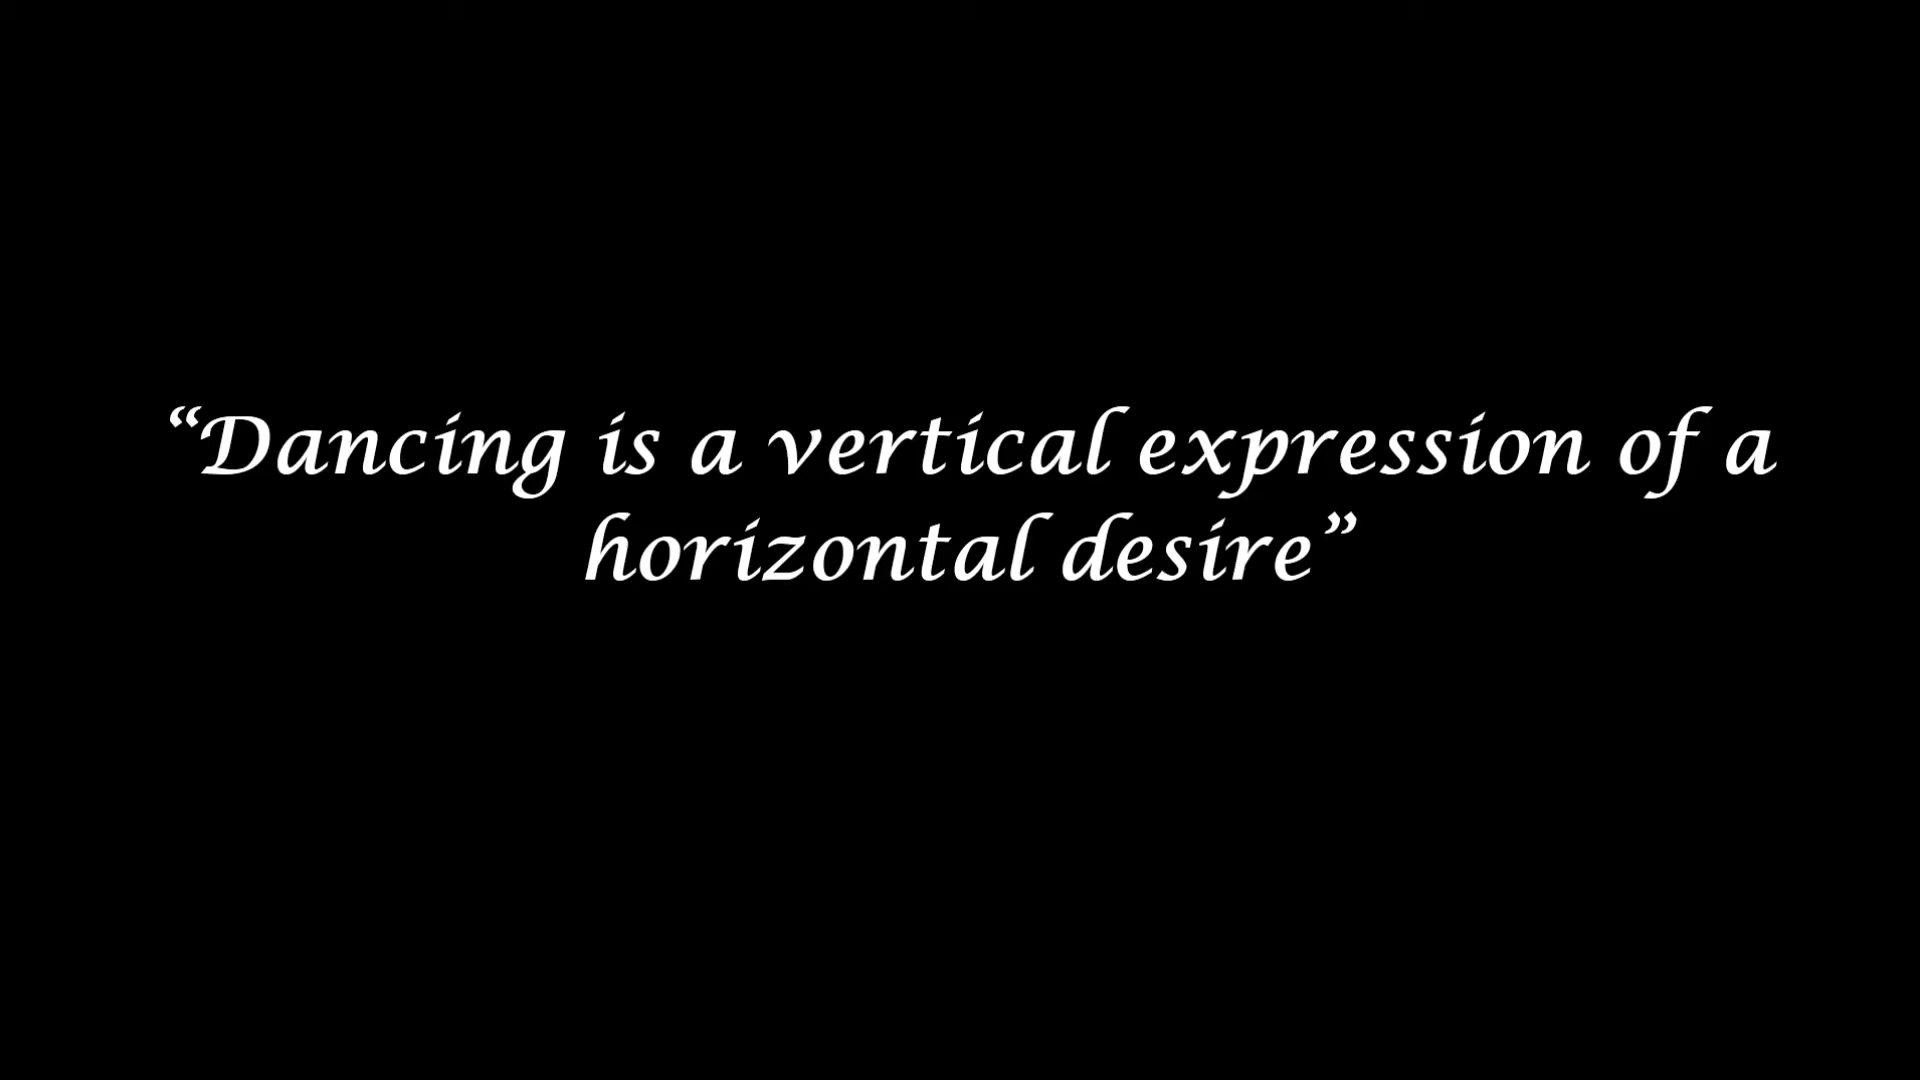 “Dancing is a vertical expression of a
horizontal desire”